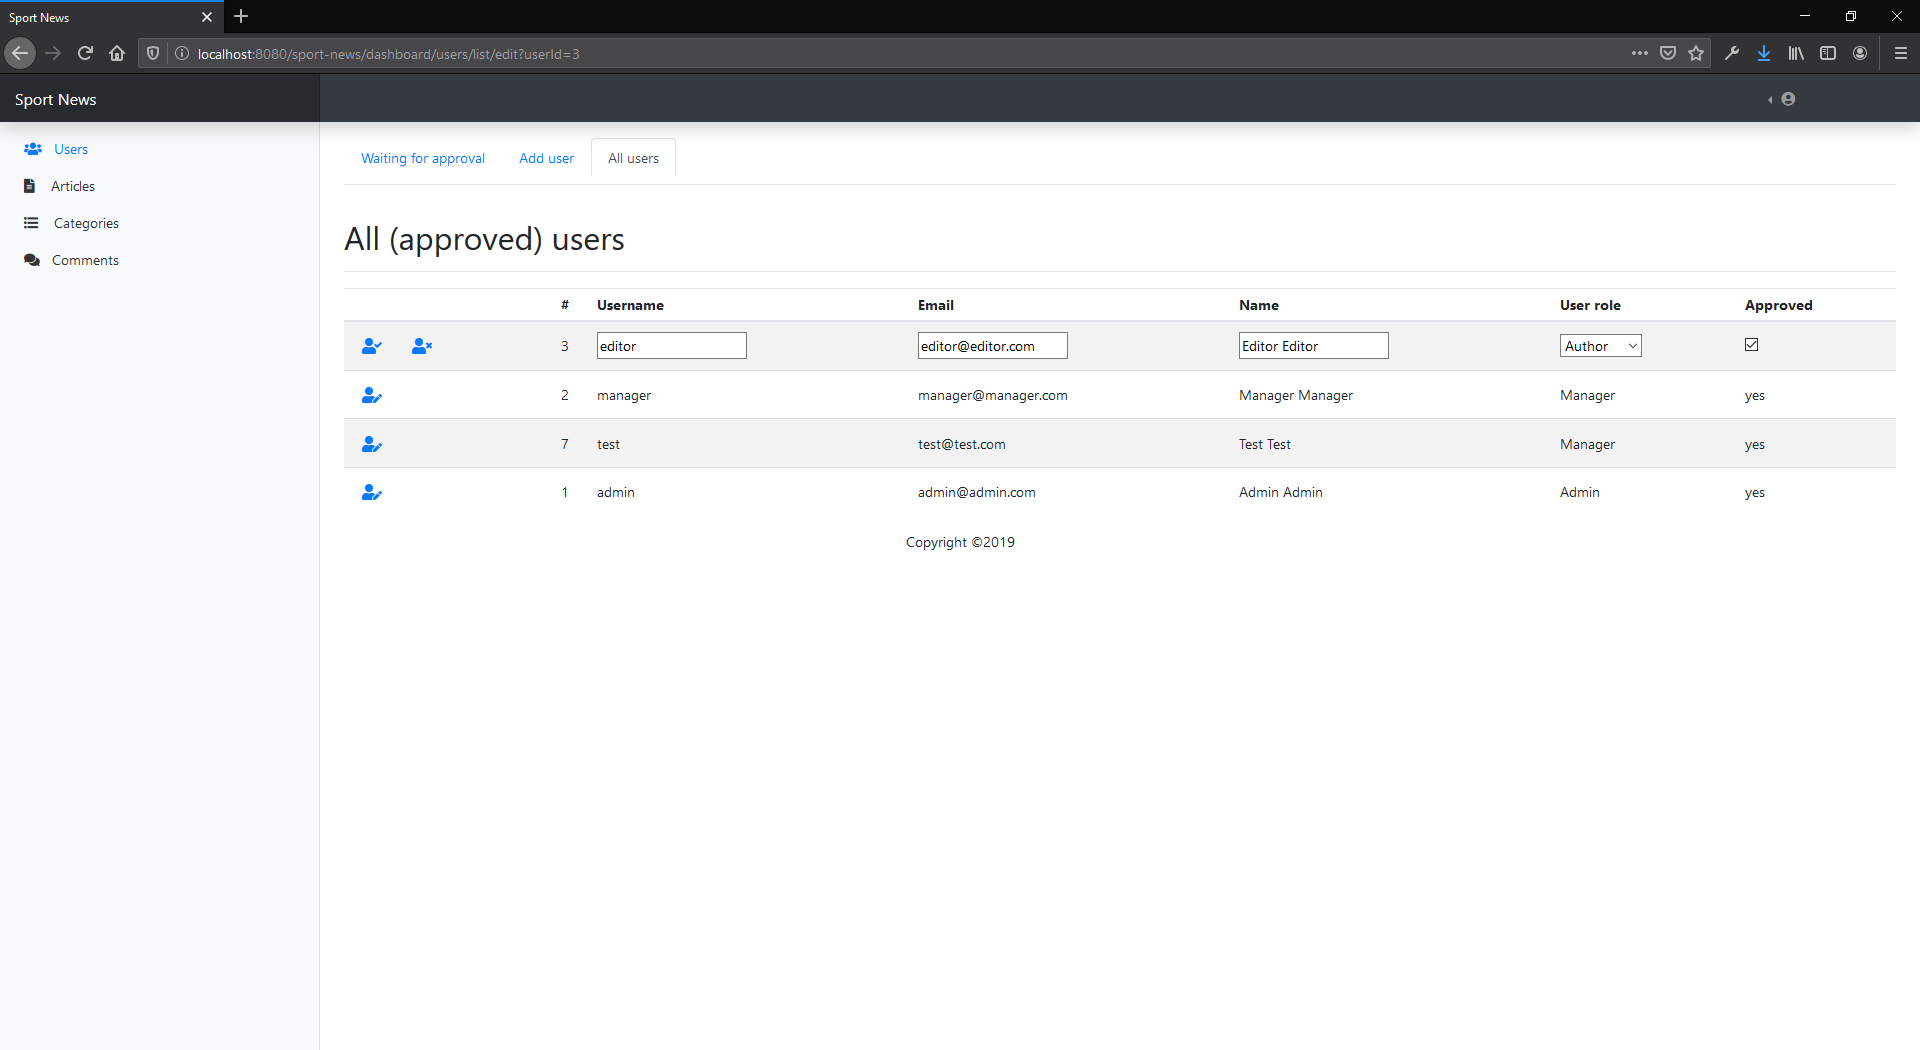 Sport News
localhost:8080/sport-news/dashboard/users/list/edit?userId=3
Sport News
Users
Articles
Categories
Comments
Waiting for approval Add user All users
All (approved) users
# Username Email Name User role Approved
3 editor editor@editor.com Editor Editor Author
2 manager manager@manager.com Manager Manager Manager yes
7 test test@test.com Test Test Manager yes
1 admin admin@admin.com Admin Admin Admin yes
Copyright ©2019